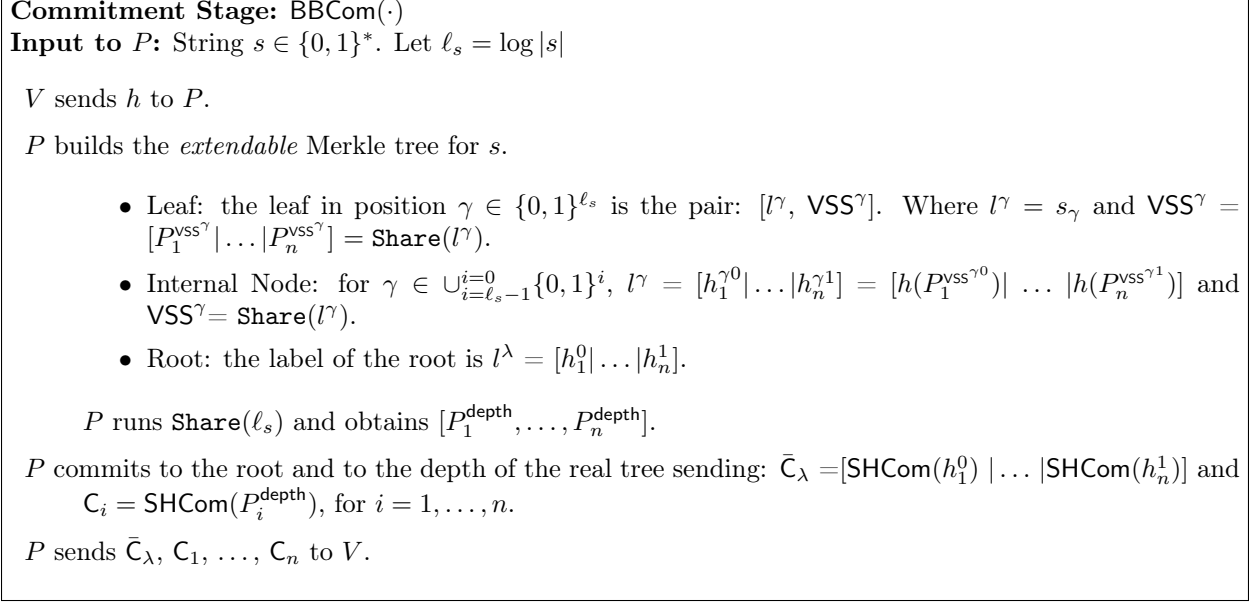 Commitment Stage: BBCom(·)
Input to P: String s ∈ {0, 1}*. Let ℓ_s = log |s|
V sends h to P.
P builds the extendable Merkle tree for s.
• Leaf: the leaf in position γ ∈ {0, 1}^{ℓ_s} is the pair: [l^γ, VSS^γ]. Where l^γ = s_γ and VSS^γ =
[P_1^{vss^γ}| . . . |P_n^{vss^γ}] = Share(l^γ).
• Internal Node: for γ ∈ ∪_{i=ℓ_s−1}^{i=0}{0, 1}^i, l^γ = [h_1^{γ0}| . . . |h_n^{γ1}] = [h(P_1^{vss^{γ0}})| . . . |h(P_n^{vss^{γ1}})] and
VSS^γ= Share(l^γ).
• Root: the label of the root is l^λ = [h_1^0| . . . |h_n^1].
P runs Share(ℓ_s) and obtains [P_1^{depth}, . . . , P_n^{depth}].
P commits to the root and to the depth of the real tree sending: C̄_λ =[SHCom(h_1^0) | . . . |SHCom(h_n^1)] and
C_i = SHCom(P_i^{depth}), for i = 1, . . . , n.
P sends C̄_λ, C_1, . . . , C_n to V.